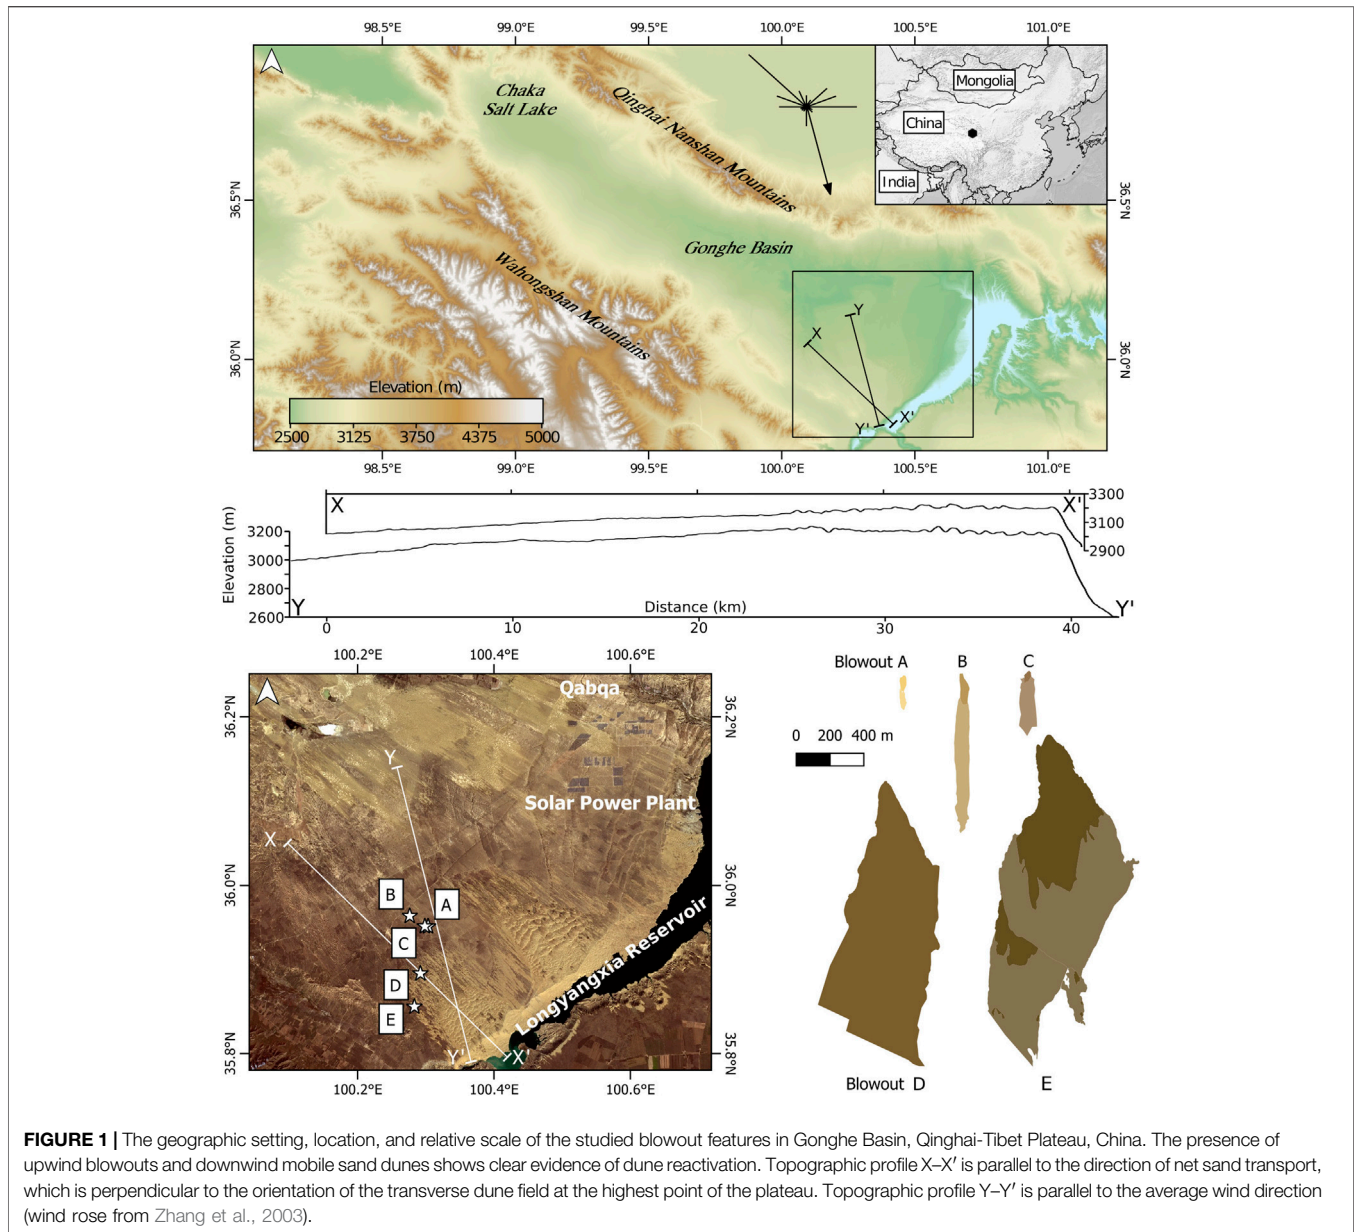 98.5°E 99.0°E 99.5°E 100.0°E 100.5°E 101.0°E
Chaka
Salt Lake
Qinghai Nanshan Mountains
Mongolia
China
India
36.5°N
36.5°N
Gonghe Basin
Wahongshan Mountains
Y
X
36.0°N
36.0°N
Elevation (m)
2500 3125 3750 4375 5000
X'
Y'
98.5°E 99.0°E 99.5°E 100.0°E 100.5°E 101.0°E
X
X'
3300
3100
2900
Elevation (m)
3200
3000
2800
2600
Y
Distance (km)
Y'
0 10 20 30 40
100.2°E 100.4°E 100.6°E
Qabqa
36.2°N
36.2°N
Y
Solar Power Plant
X
36.0°N
36.0°N
B
A
C
D
E
Longyangxia Reservoir
35.8°N
35.8°N
Y'
X'
100.2°E 100.4°E 100.6°E
Blowout A B C
0 200 400 m
Blowout D E
FIGURE 1 | The geographic setting, location, and relative scale of the studied blowout features in Gonghe Basin, Qinghai-Tibet Plateau, China. The presence of
upwind blowouts and downwind mobile sand dunes shows clear evidence of dune reactivation. Topographic profile X–X′ is parallel to the direction of net sand transport,
which is perpendicular to the orientation of the transverse dune field at the highest point of the plateau. Topographic profile Y–Y′ is parallel to the average wind direction
(wind rose from Zhang et al., 2003).